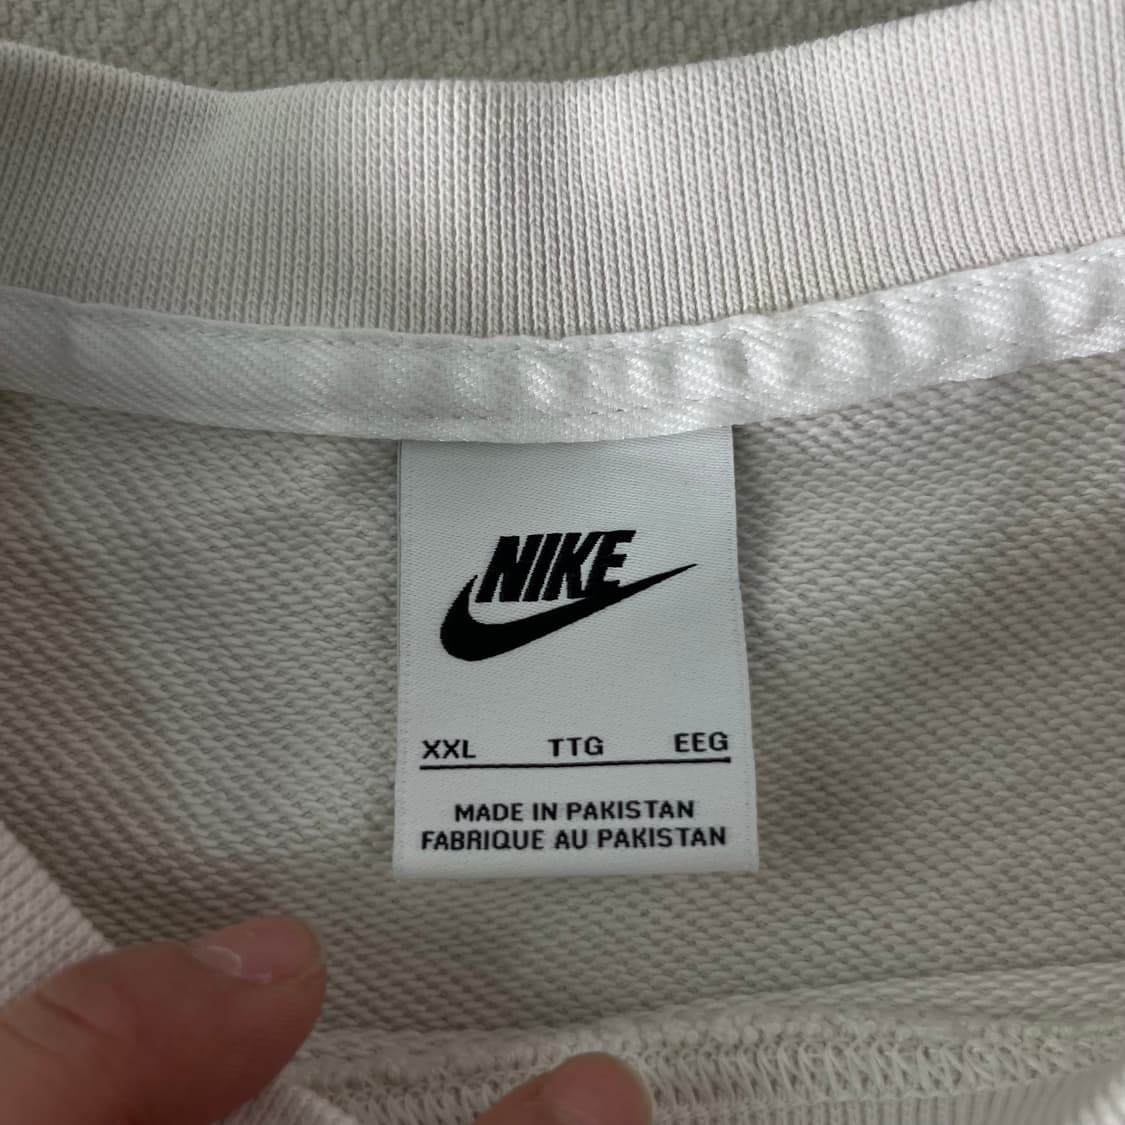 NIKE
XXL TTG EEG
MADE IN PAKISTAN
FABRIQUE AU PAKISTAN